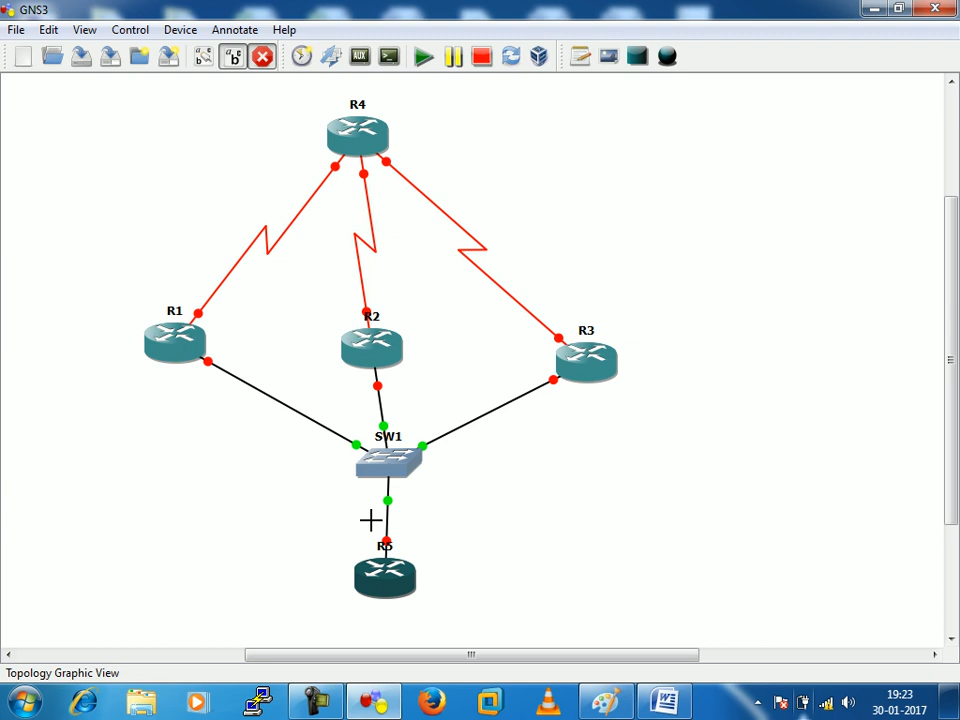 GNS3
File Edit View Control Device Annotate Help
AUX
R4
R1
R2
R3
SW1
R5
Topology Graphic View
19:23
30-01-2017